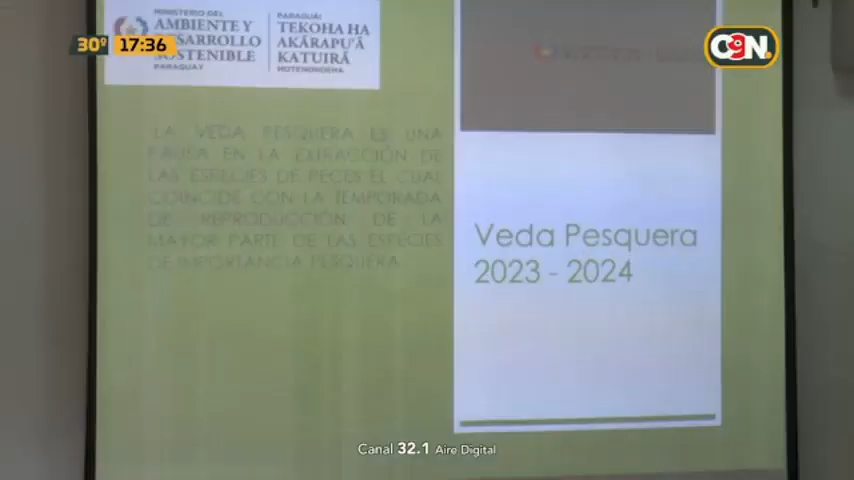 30º 17:36
MINISTERIO DEL
AMBIENTE Y
DESARROLLO
SOSTENIBLE
PARAGUAY
PARAGUÁI
TEKOHA HA
AKÃRAPU'Ã
KATUIRÃ
MOTENONDEHA
C9N.
LA VEDA PESQUERA ES UNA
PAUSA EN LA EXTRACCIÓN DE
LAS ESPECIES DE PECES EL CUAL
COINCIDE CON LA TEMPORADA
DE REPRODUCCIÓN DE LA
MAYOR PARTE DE LAS ESPECIES
DE IMPORTANCIA PESQUERA
Veda Pesquera
2023 - 2024
Canal 32.1 Aire Digital